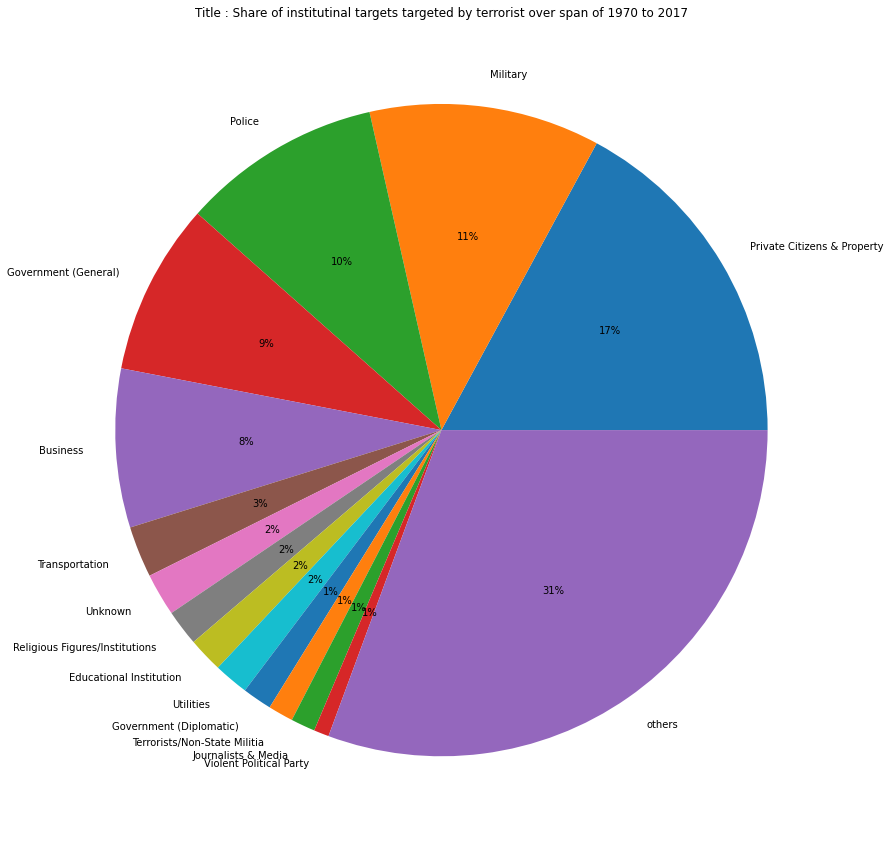 Title : Share of institutinal targets targeted by terrorist over span of 1970 to 2017
Military
Police
Private Citizens & Property
Government (General)
11%
10%
17%
9%
Business
8%
3%
Transportation
2%
Unknown
2%
Religious Figures/Institutions
2%
Educational Institution
2%
Utilities
1%
Government (Diplomatic)
1%
Terrorists/Non-State Militia
1%
Journalists & Media
1%
Violent Political Party
31%
others